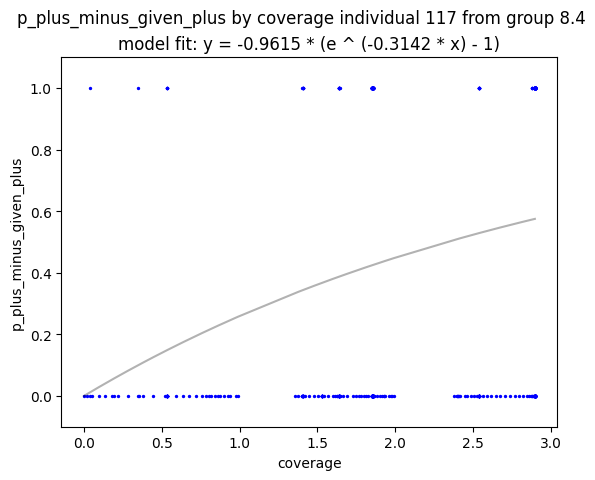 p_plus_minus_given_plus by coverage individual 117 from group 8.4
model fit: y = -0.9615 * (e ^ (-0.3142 * x) - 1)
1.0
0.8
0.6
0.4
0.2
0.0
p_plus_minus_given_plus
0.0 0.5 1.0 1.5 2.0 2.5 3.0
coverage